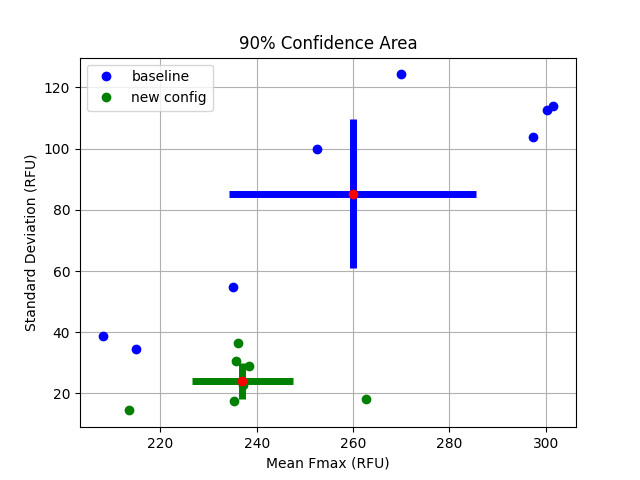 90% Confidence Area
baseline
new config
120
100
80
60
40
20
Standard Deviation (RFU)
220
240
260
280
300
Mean Fmax (RFU)